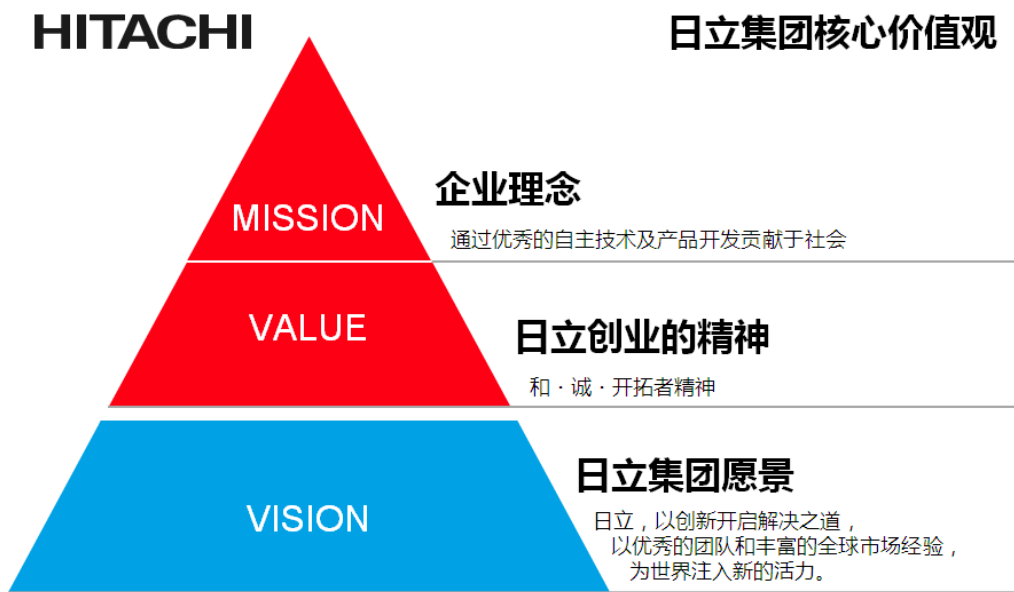 HITACHI
日立集团核心价值观
MISSION
企业理念
通过优秀的自主技术及产品开发贡献于社会
VALUE
日立创业的精神
和·诚·开拓者精神
VISION
日立集团愿景
日立，以创新开启解决之道，
以优秀的团队和丰富的全球市场经验，
为世界注入新的活力。